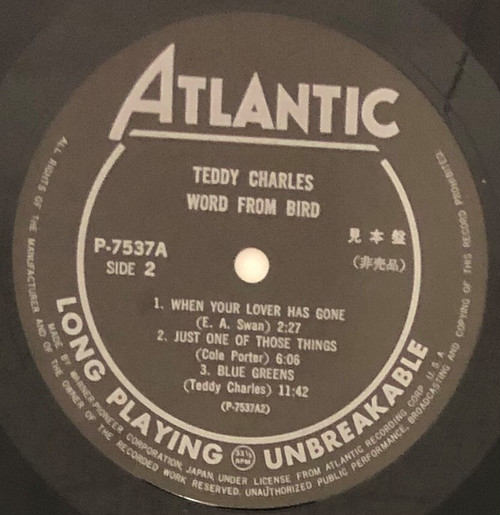 ATLANTIC
TEDDY CHARLES
WORD FROM BIRD
P-7537A
SIDE 2
見本盤
(非売品)
1. WHEN YOUR LOVER HAS GONE
(E. A. Swan) 2:27
2. JUST ONE OF THOSE THINGS
(Cole Porter) 6:06
3. BLUE GREENS
(Teddy Charles) 11:42
(P-7537A2)
LONG PLAYING 33⅓ RPM UNBREAKABLE
MADE BY WARNER-PIONEER CORPORATION, JAPAN, UNDER LICENSE FROM ATLANTIC RECORDING CORP. U.S.A.
ALL RIGHTS OF THE MANUFACTURER AND OF THE OWNER OF THE RECORDED WORK RESERVED. UNAUTHORIZED PUBLIC PERFORMANCE, BROADCASTING AND COPYING OF THIS RECORD PROHIBITED.